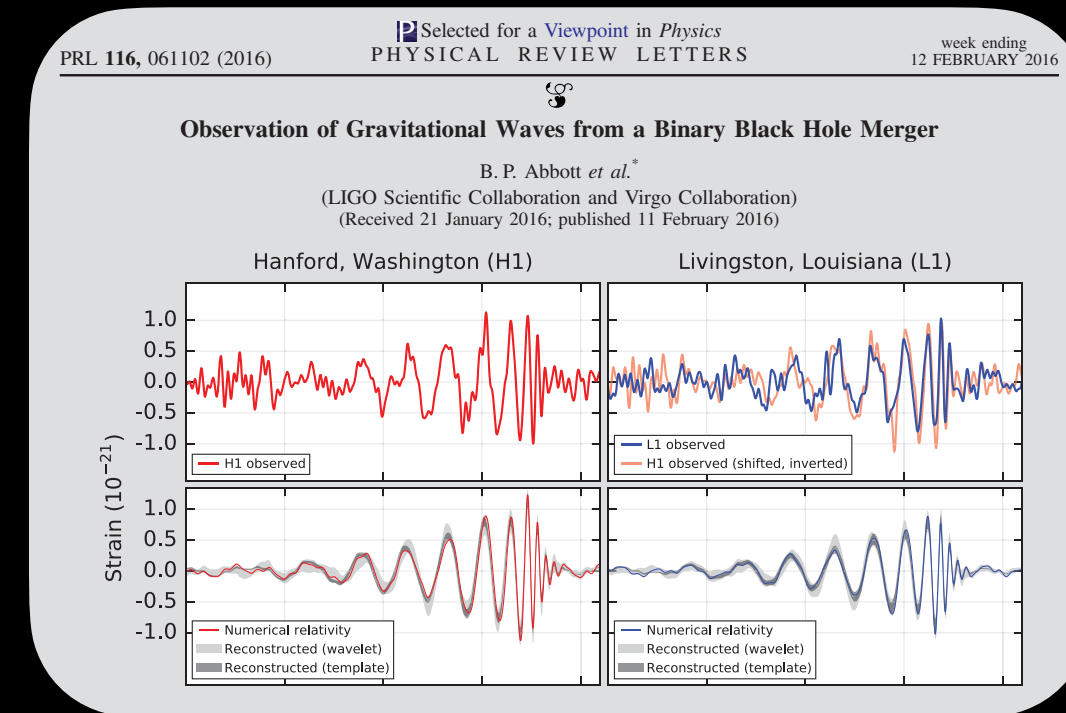 P Selected for a Viewpoint in Physics
PRL 116, 061102 (2016)
PHYSICAL REVIEW LETTERS
week ending
12 FEBRUARY 2016
Observation of Gravitational Waves from a Binary Black Hole Merger
B. P. Abbott et al.*
(LIGO Scientific Collaboration and Virgo Collaboration)
(Received 21 January 2016; published 11 February 2016)
Hanford, Washington (H1)
Livingston, Louisiana (L1)
Strain (10⁻²¹)
1.0
0.5
0.0
-0.5
-1.0
H1 observed
L1 observed
H1 observed (shifted, inverted)
1.0
0.5
0.0
-0.5
-1.0
Numerical relativity
Reconstructed (wavelet)
Reconstructed (template)
Numerical relativity
Reconstructed (wavelet)
Reconstructed (template)